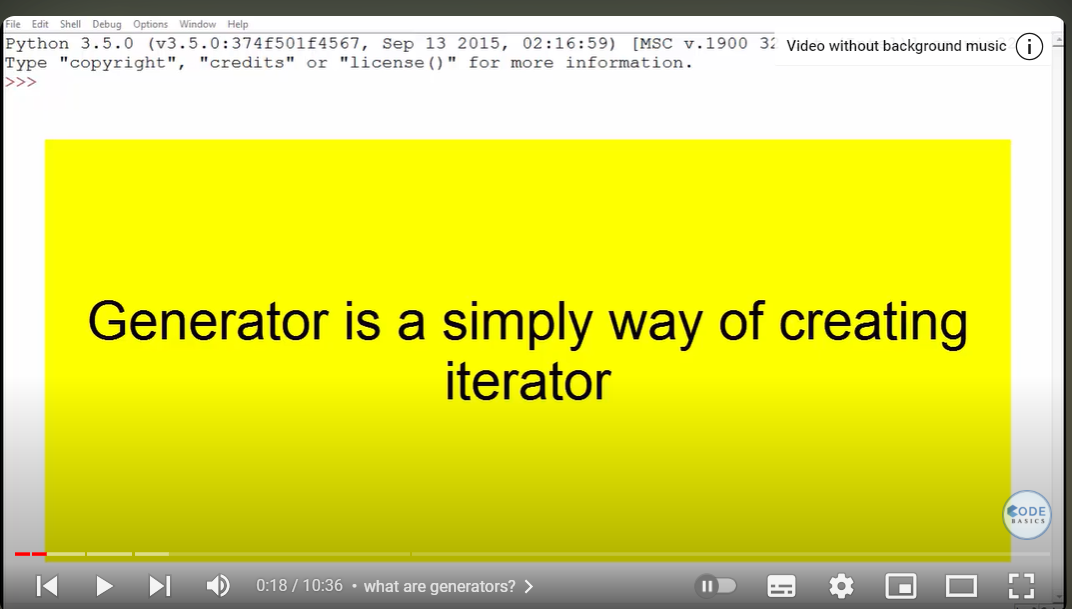 File Edit Shell Debug Options Window Help
Python 3.5.0 (v3.5.0:374f501f4567, Sep 13 2015, 02:16:59) [MSC v.1900 32
Video without background music
Type "copyright", "credits" or "license()" for more information.
>>>
Generator is a simply way of creating
iterator
CODE
BASICS
0:18 / 10:36 • what are generators? >